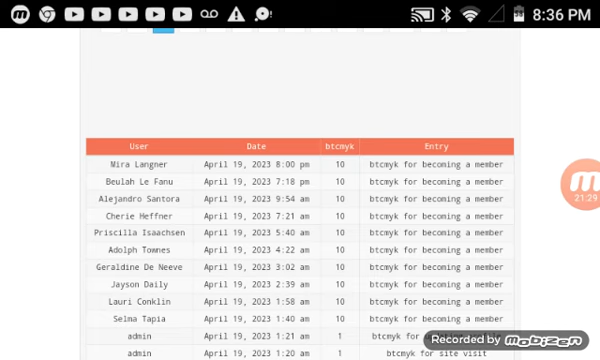 8:36 PM
User Date btcmyk Entry
Mira Langner April 19, 2023 8:00 pm 10 btcmyk for becoming a member
Beulah Le Fanu April 19, 2023 7:18 pm 10 btcmyk for becoming a member
Alejandro Santora April 19, 2023 9:54 am 10 btcmyk for becoming a member
Cherie Heffner April 19, 2023 7:21 am 10 btcmyk for becoming a member
Priscilla Isaachsen April 19, 2023 5:40 am 10 btcmyk for becoming a member
Adolph Townes April 19, 2023 4:22 am 10 btcmyk for becoming a member
Geraldine De Neeve April 19, 2023 3:02 am 10 btcmyk for becoming a member
Jayson Daily April 19, 2023 2:39 am 10 btcmyk for becoming a member
Lauri Conklin April 19, 2023 1:58 am 10 btcmyk for becoming a member
Selma Tapia April 19, 2023 1:40 am 10 btcmyk for becoming a member
admin April 19, 2023 1:21 am 1 btcmyk for
admin April 19, 2023 1:20 am 1 btcmyk for site visit
21:29
Recorded by mobizen